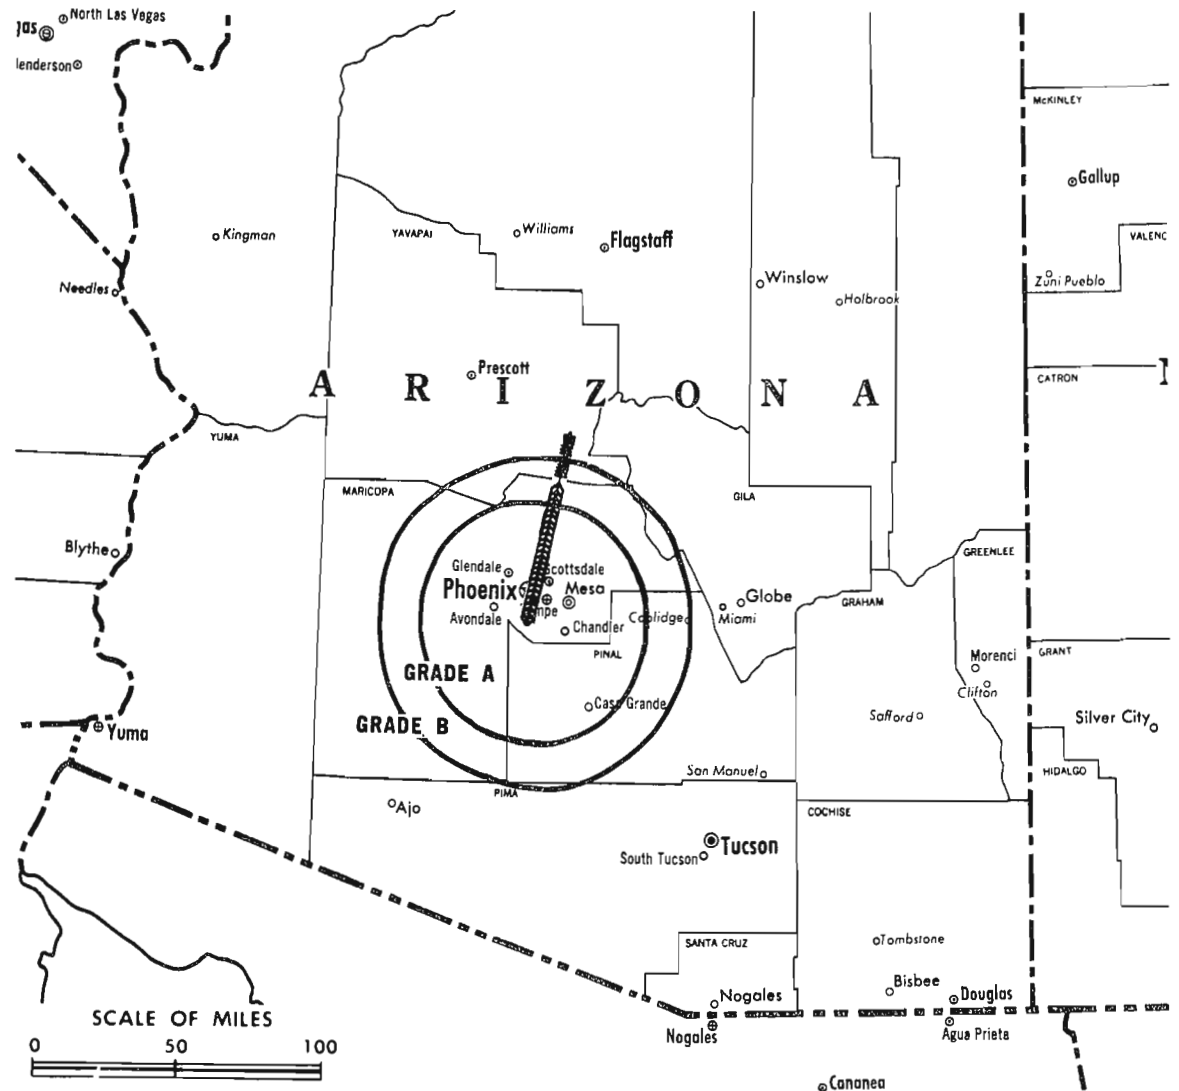 North Las Vegas
Kingman
Needles
Williams
Flagstaff
YAVAPAI
Winslow
Holbrook
McKINLEY
Gallup
Zuni Pueblo
CATRON
Prescott
A R I Z O N A
YUMA
MARICOPA
GILA
Blythe
Glendale
Phoenix
Mesa
Avondale
Chandler
Coolidge
Miami
Globe
GRAHAM
GREENLEE
PINAL
GRADE A
GRADE B
Casa Grande
Morenci
Clifton
Safford
GRANT
Silver City
HIDALGO
Yuma
San Manuel
PIMA
Ajo
COCHISE
Tucson
South Tucson
SANTA CRUZ
Tombstone
Bisbee
Nogales
Douglas
Nogales
Agua Prieta
Cananea
SCALE OF MILES
0 50 100